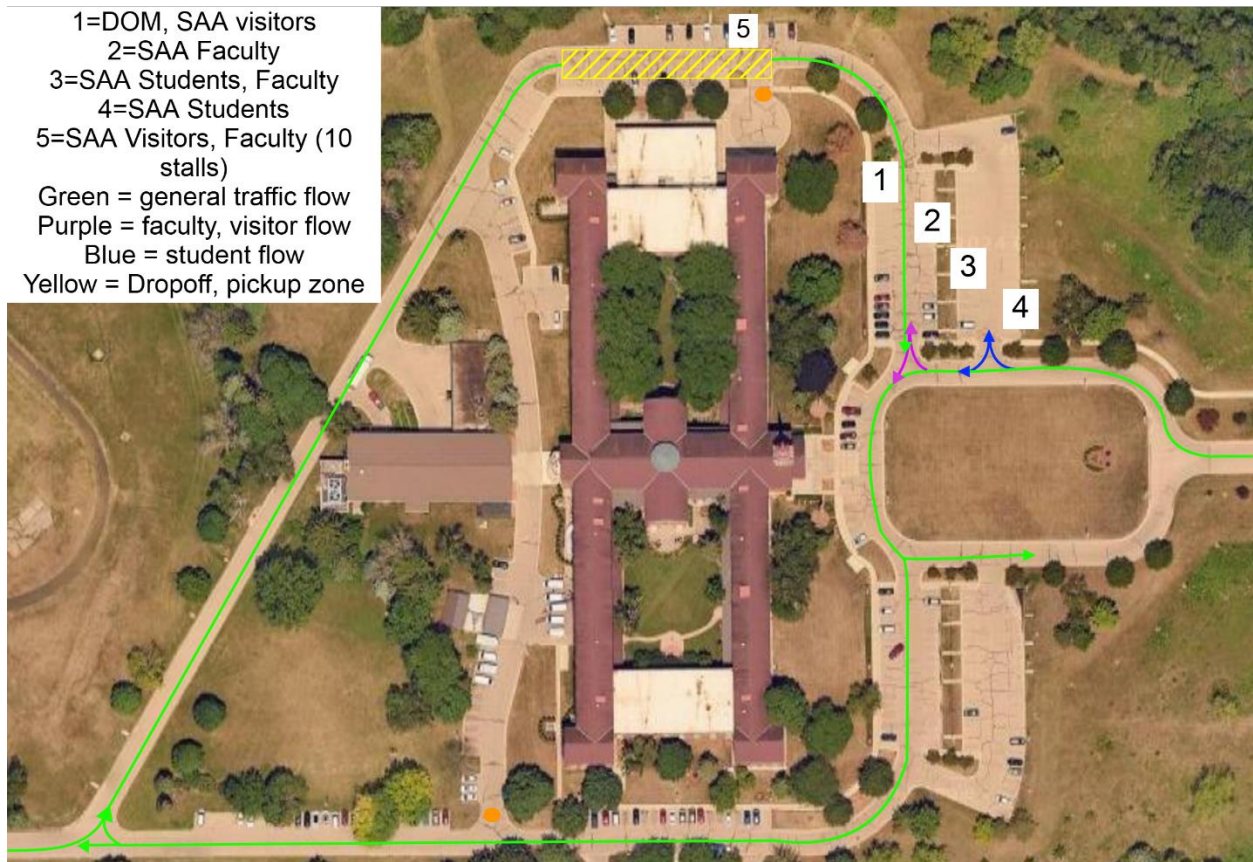 1=DOM, SAA visitors
2=SAA Faculty
3=SAA Students, Faculty
4=SAA Students
5=SAA Visitors, Faculty (10
stalls)
Green = general traffic flow
Purple = faculty, visitor flow
Blue = student flow
Yellow = Dropoff, pickup zone
5
1
2
3
4